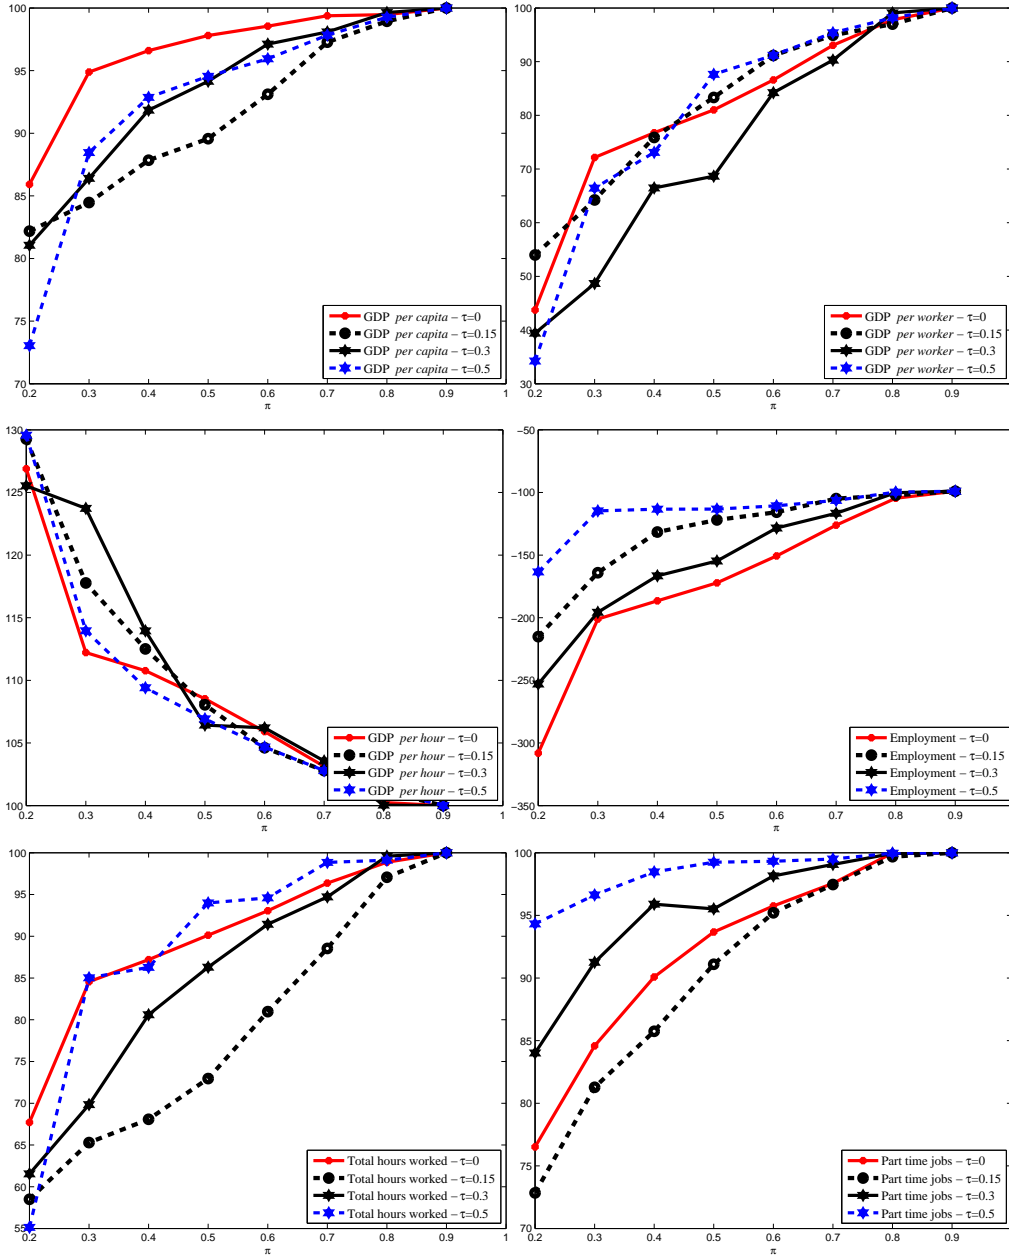 100
95
90
85
80
75
70
0.2 0.3 0.4 0.5 0.6 0.7 0.8 0.9 1
π
GDP per capita – τ=0
GDP per capita – τ=0.15
GDP per capita – τ=0.3
GDP per capita – τ=0.5
100
90
80
70
60
50
40
30
0.2 0.3 0.4 0.5 0.6 0.7 0.8 0.9
π
GDP per worker – τ=0
GDP per worker – τ=0.15
GDP per worker – τ=0.3
GDP per worker – τ=0.5
130
125
120
115
110
105
100
0.2 0.3 0.4 0.5 0.6 0.7 0.8 0.9 1
π
GDP per hour – τ=0
GDP per hour – τ=0.15
GDP per hour – τ=0.3
GDP per hour – τ=0.5
−50
−100
−150
−200
−250
−300
−350
0.2 0.3 0.4 0.5 0.6 0.7 0.8 0.9
π
Employment – τ=0
Employment – τ=0.15
Employment – τ=0.3
Employment – τ=0.5
100
95
90
85
80
75
70
65
60
55
0.2 0.3 0.4 0.5 0.6 0.7 0.8 0.9 1
π
Total hours worked – τ=0
Total hours worked – τ=0.15
Total hours worked – τ=0.3
Total hours worked – τ=0.5
100
95
90
85
80
75
70
0.2 0.3 0.4 0.5 0.6 0.7 0.8 0.9
π
Part time jobs – τ=0
Part time jobs – τ=0.15
Part time jobs – τ=0.3
Part time jobs – τ=0.5